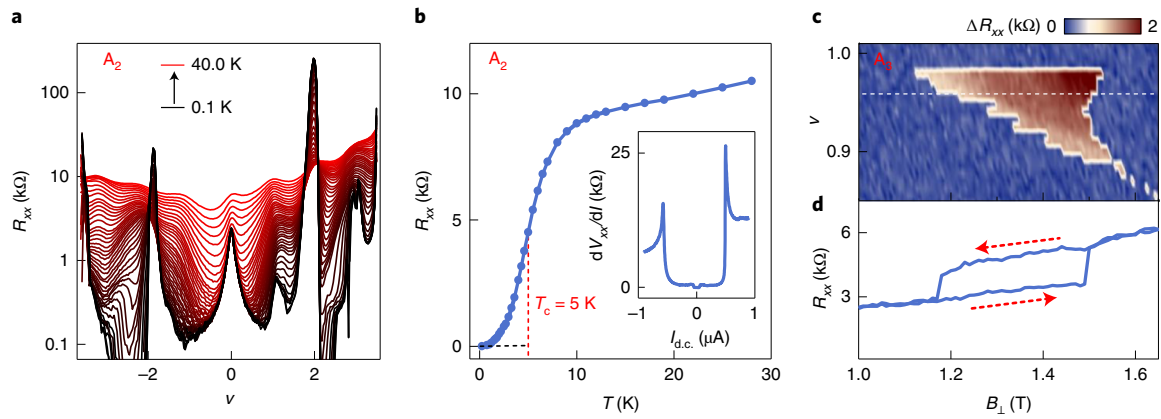 a
A2
40.0 K
0.1 K
100
10
1
0.1
Rxx (kΩ)
−2
0
2
ν
b
A2
10
5
0
Rxx (kΩ)
Tc = 5 K
0
10
20
30
T (K)
25
0
dVxx/dI (kΩ)
−1
0
1
Id.c. (μA)
c
ΔRxx (kΩ) 0
2
1.0
0.9
ν
d
6
3
Rxx (kΩ)
1.0
1.2
1.4
1.6
B⊥ (T)